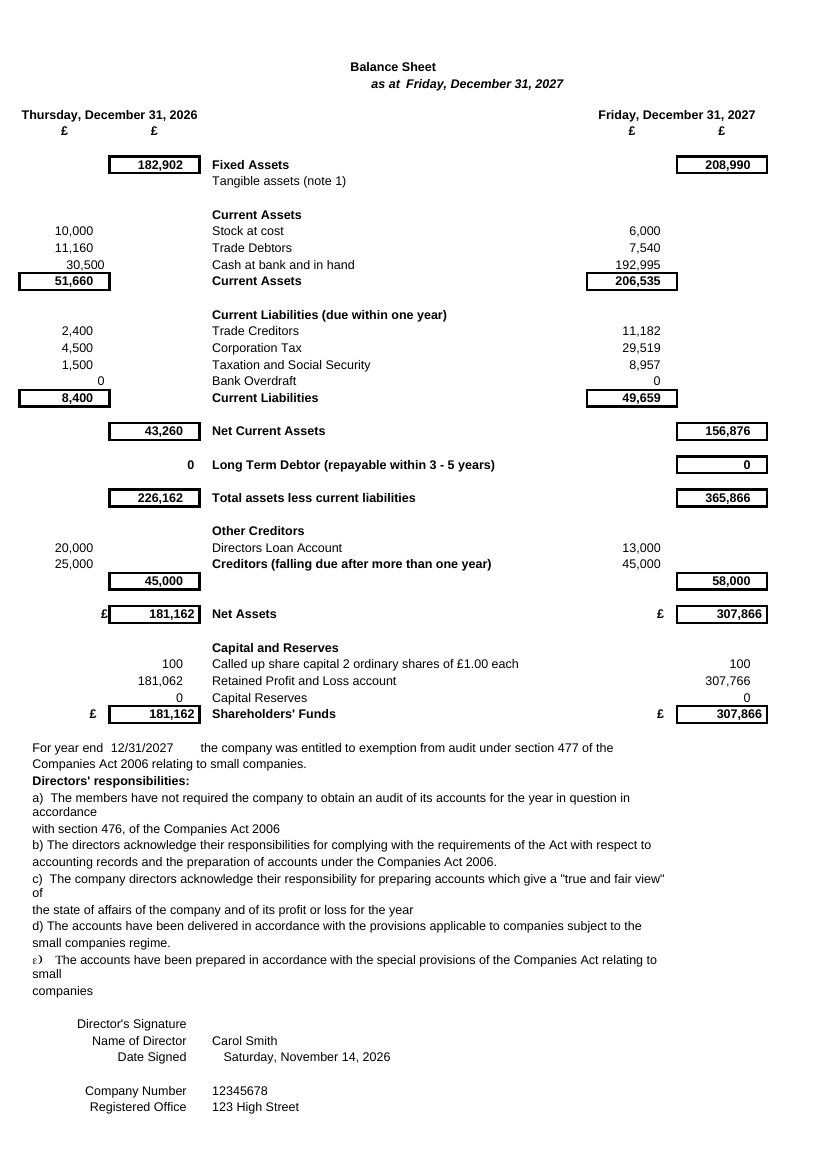 Balance Sheet
as at Friday, December 31, 2027
Thursday, December 31, 2026 Friday, December 31, 2027
£ £ £ £
182,902 Fixed Assets 208,990
Tangible assets (note 1)
Current Assets
10,000 Stock at cost 6,000
11,160 Trade Debtors 7,540
30,500 Cash at bank and in hand 192,995
51,660 Current Assets 206,535
Current Liabilities (due within one year)
2,400 Trade Creditors 11,182
4,500 Corporation Tax 29,519
1,500 Taxation and Social Security 8,957
0 Bank Overdraft 0
8,400 Current Liabilities 49,659
43,260 Net Current Assets 156,876
0 Long Term Debtor (repayable within 3 - 5 years) 0
226,162 Total assets less current liabilities 365,866
Other Creditors
20,000 Directors Loan Account 13,000
25,000 Creditors (falling due after more than one year) 45,000
45,000 58,000
£ 181,162 Net Assets £ 307,866
Capital and Reserves
100 Called up share capital 2 ordinary shares of £1.00 each 100
181,062 Retained Profit and Loss account 307,766
0 Capital Reserves 0
£ 181,162 Shareholders' Funds £ 307,866
For year end 12/31/2027 the company was entitled to exemption from audit under section 477 of the
Companies Act 2006 relating to small companies.
Directors' responsibilities:
a) The members have not required the company to obtain an audit of its accounts for the year in question in
accordance
with section 476, of the Companies Act 2006
b) The directors acknowledge their responsibilities for complying with the requirements of the Act with respect to
accounting records and the preparation of accounts under the Companies Act 2006.
c) The company directors acknowledge their responsibility for preparing accounts which give a "true and fair view"
of
the state of affairs of the company and of its profit or loss for the year
d) The accounts have been delivered in accordance with the provisions applicable to companies subject to the
small companies regime.
ε) The accounts have been prepared in accordance with the special provisions of the Companies Act relating to
small
companies
Director's Signature
Name of Director Carol Smith
Date Signed Saturday, November 14, 2026
Company Number 12345678
Registered Office 123 High Street